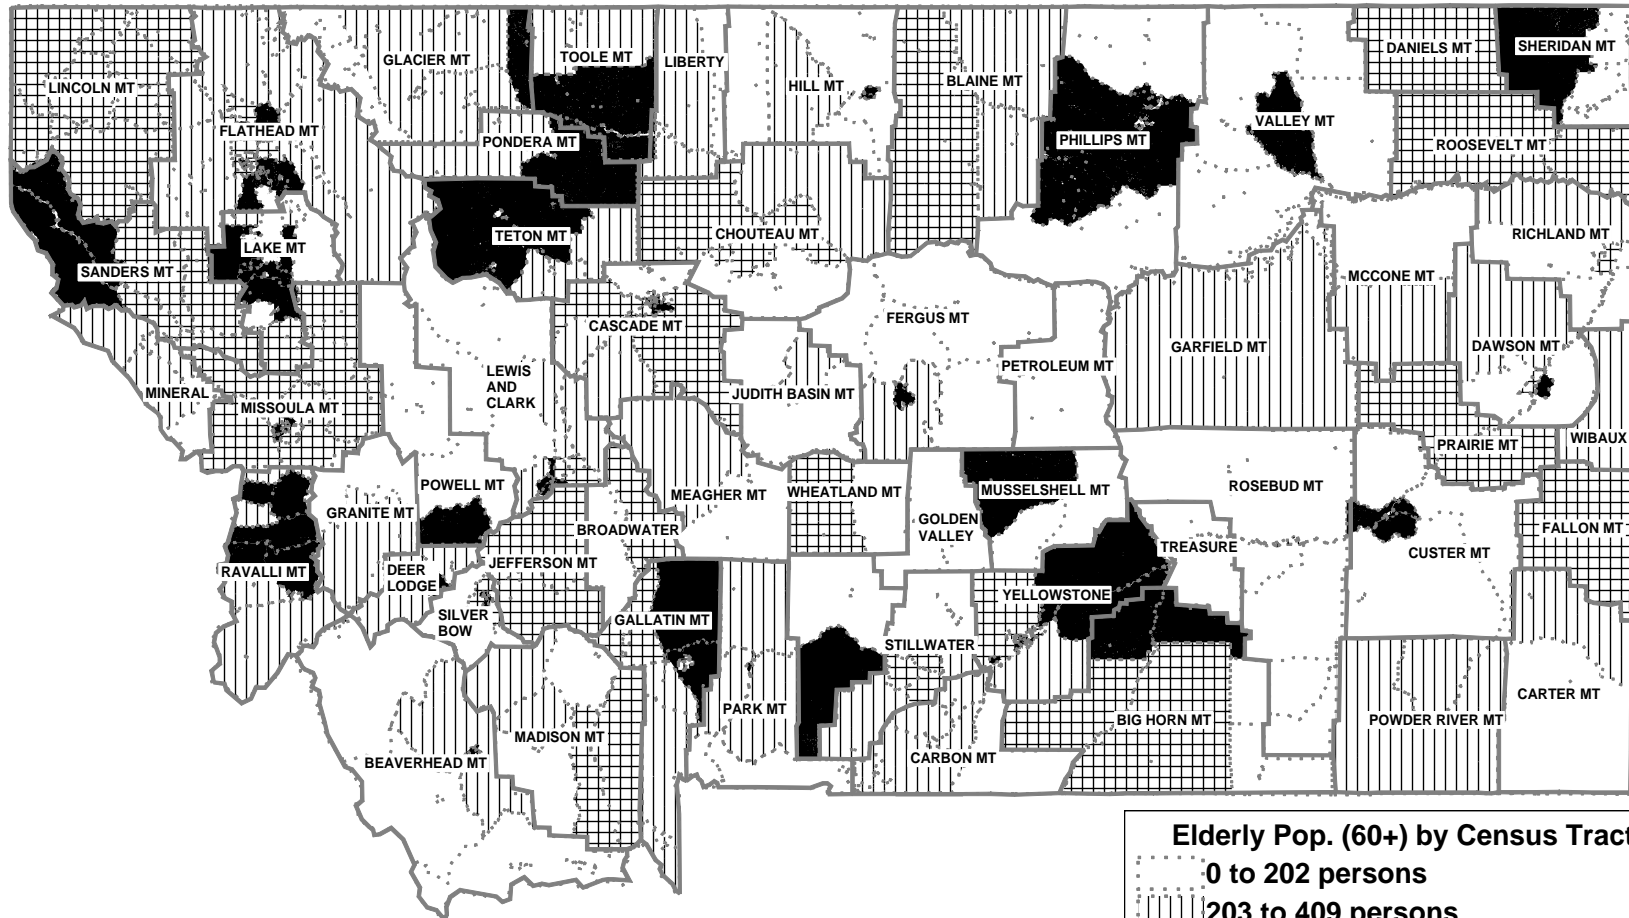 GLACIER MT
TOOLE MT
LIBERTY
HILL MT
BLAINE MT
DANIELS MT
SHERIDAN MT
LINCOLN MT
FLATHEAD MT
PONDERA MT
PHILLIPS MT
VALLEY MT
ROOSEVELT MT
LAKE MT
TETON MT
CHOUTEAU MT
RICHLAND MT
SANDERS MT
MCCONE MT
CASCADE MT
FERGUS MT
GARFIELD MT
DAWSON MT
MINERAL
MISSOULA MT
LEWIS
AND
CLARK
JUDITH BASIN MT
PETROLEUM MT
PRAIRIE MT
WIBAUX
POWELL MT
GRANITE MT
MEAGHER MT
WHEATLAND MT
MUSSELSHELL MT
ROSEBUD MT
BROADWATER
GOLDEN
VALLEY
FALLON MT
RAVALLI MT
DEER
LODGE
JEFFERSON MT
TREASURE
CUSTER MT
SILVER
BOW
GALLATIN MT
YELLOWSTONE
STILLWATER
PARK MT
MADISON MT
BEAVERHEAD MT
CARBON MT
BIG HORN MT
POWDER RIVER MT
CARTER MT
Elderly Pop. (60+) by Census Tract
0 to 202 persons
203 to 409 persons